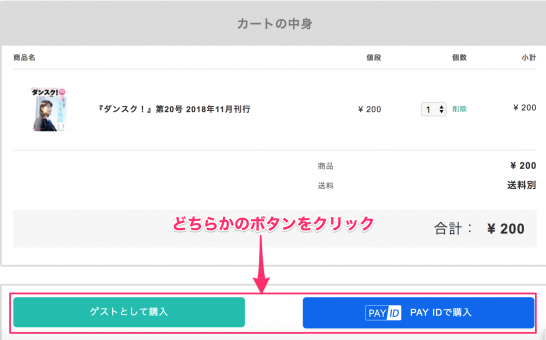 カートの中身
商品名 値段 個数 小計
ダンスク!
『ダンスク！』第20号 2018年11月刊行 ¥ 200 1 削除 ¥ 200
商品 ¥ 200
送料 送料別
合計： ¥ 200
どちらかのボタンをクリック
ゲストとして購入 PAY ID PAY IDで購入